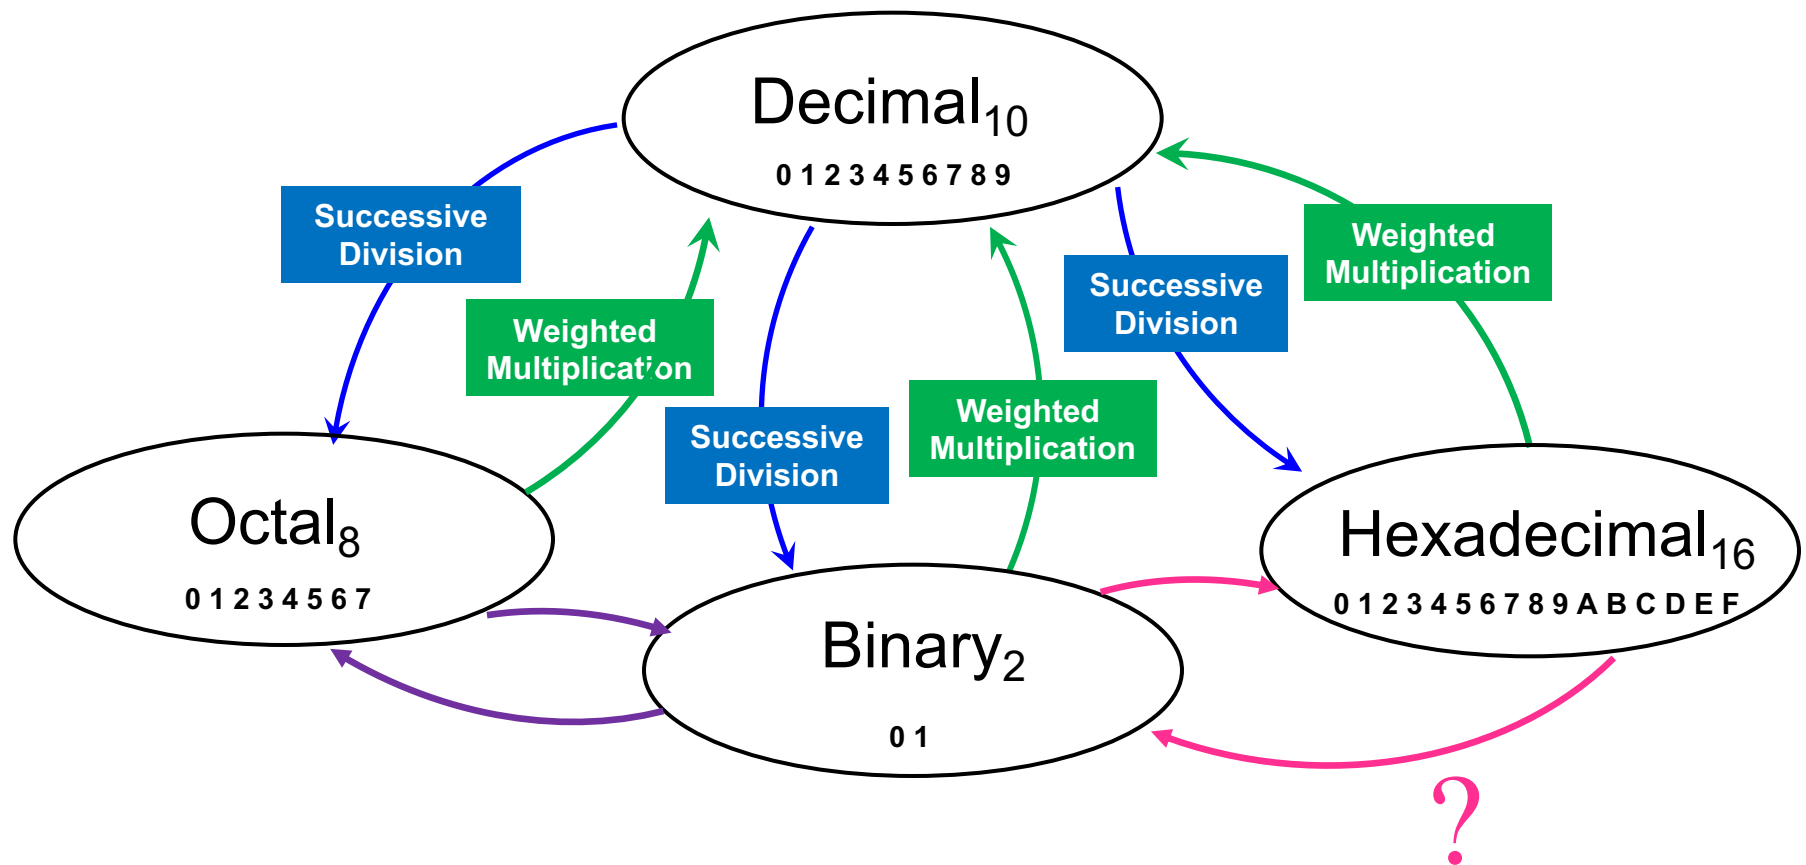 Decimal₁₀
0 1 2 3 4 5 6 7 8 9
Successive
Division
Weighted
Multiplication
Successive
Division
Weighted
Multiplication
Successive
Division
Weighted
Multiplication
Octal₈
0 1 2 3 4 5 6 7
Binary₂
0 1
Hexadecimal₁₆
0 1 2 3 4 5 6 7 8 9 A B C D E F
?